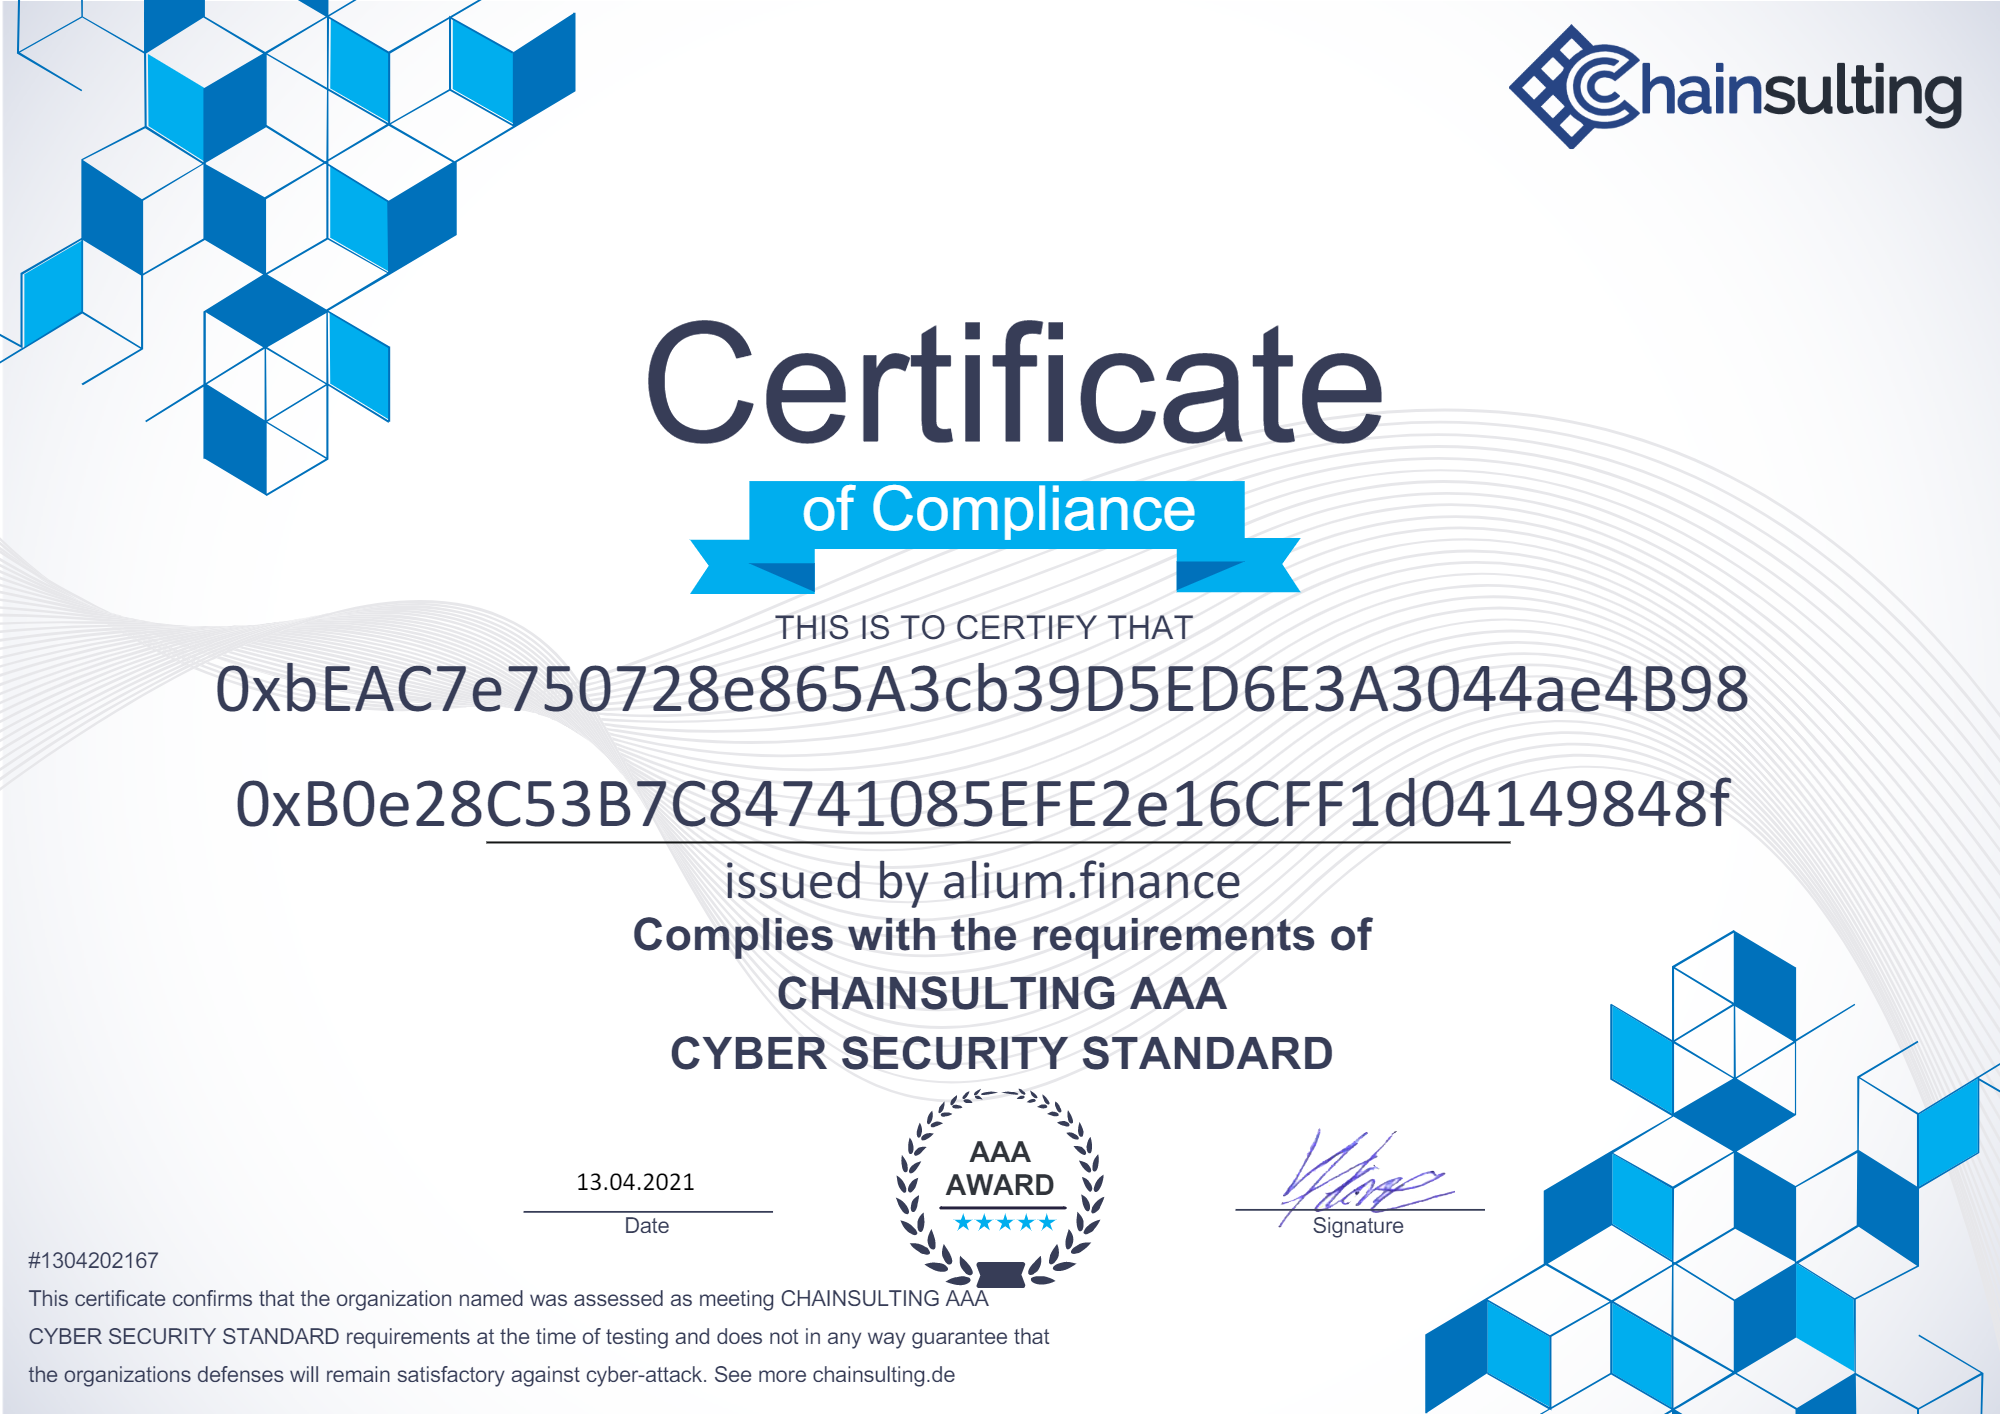 Chainsulting
Certificate
of Compliance
THIS IS TO CERTIFY THAT
0xbEAC7e750728e865A3cb39D5ED6E3A3044ae4B98
0xB0e28C53B7C84741085EFE2e16CFF1d04149848f
issued by alium.finance
Complies with the requirements of
CHAINSULTING AAA
CYBER SECURITY STANDARD
AAA
AWARD
13.04.2021
Date
Signature
#1304202167
This certificate confirms that the organization named was assessed as meeting CHAINSULTING AAA
CYBER SECURITY STANDARD requirements at the time of testing and does not in any way guarantee that
the organizations defenses will remain satisfactory against cyber-attack. See more chainsulting.de